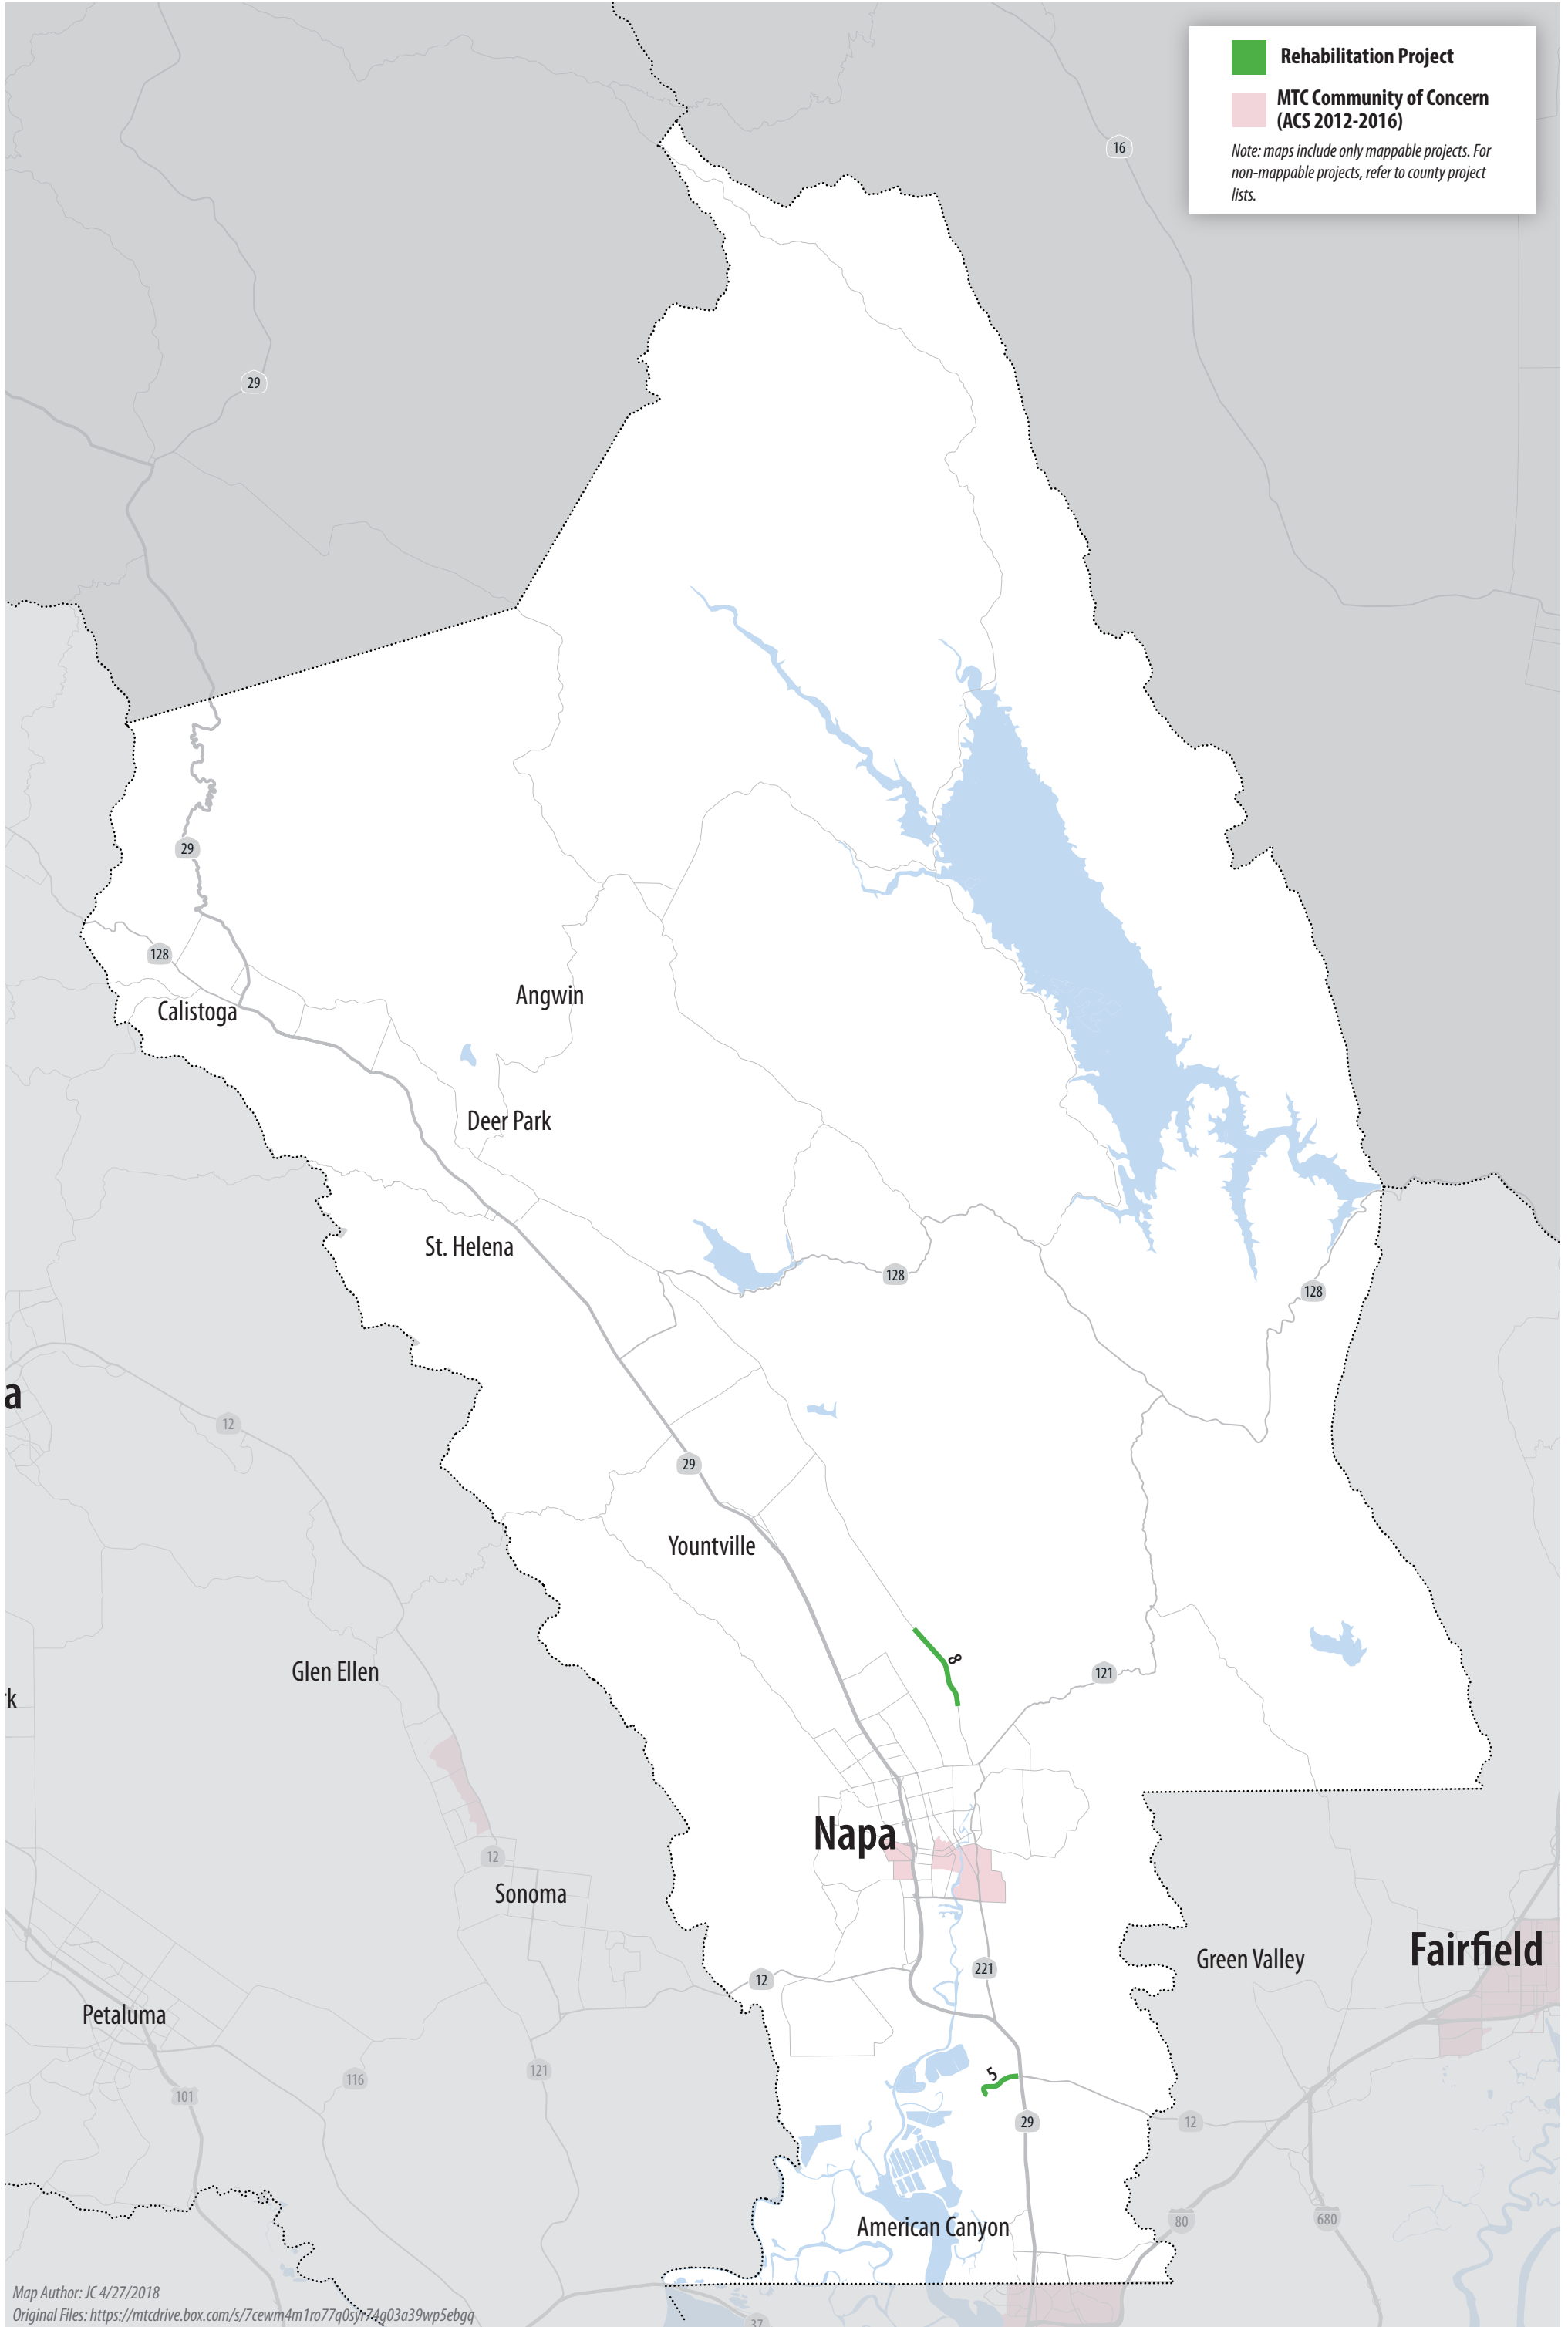 Rehabilitation Project
MTC Community of Concern
(ACS 2012-2016)
Note: maps include only mappable projects. For
non-mappable projects, refer to county project
lists.
16
29
29
128
Calistoga
Angwin
Deer Park
St. Helena
128
128
a
12
29
Yountville
8
Glen Ellen
121
k
Napa
12
Sonoma
Fairfield
Green Valley
221
12
Petaluma
5
121
116
101
29
12
80
680
American Canyon
Map Author: JC 4/27/2018
Original Files: https://mtcdrive.box.com/s/7cewm4m1ro77q0syr74g03a39wp5ebgq
37